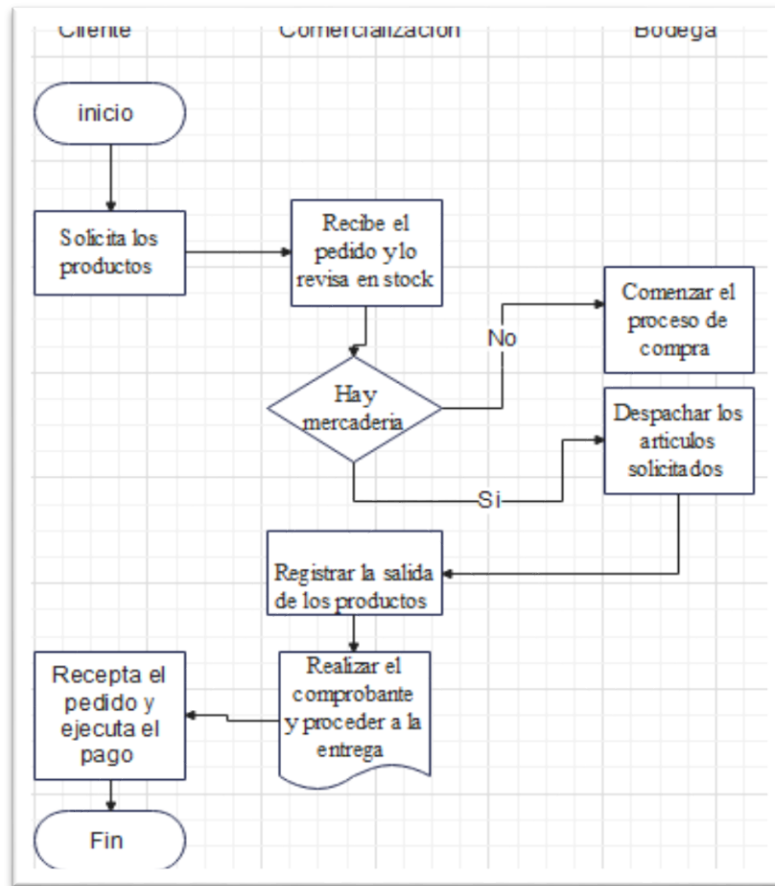 Cliente
Comercialización
Bodega
inicio
Solicita los
productos
Recibe el
pedido y lo
revisa en stock
Comenzar el
proceso de
compra
No
Hay
mercaderia
Despachar los
articulos
solicitados
Si
Registrar la salida
de los productos
Realizar el
comprobante
y proceder a la
entrega
Recepta el
pedido y
ejecuta el
pago
Fin